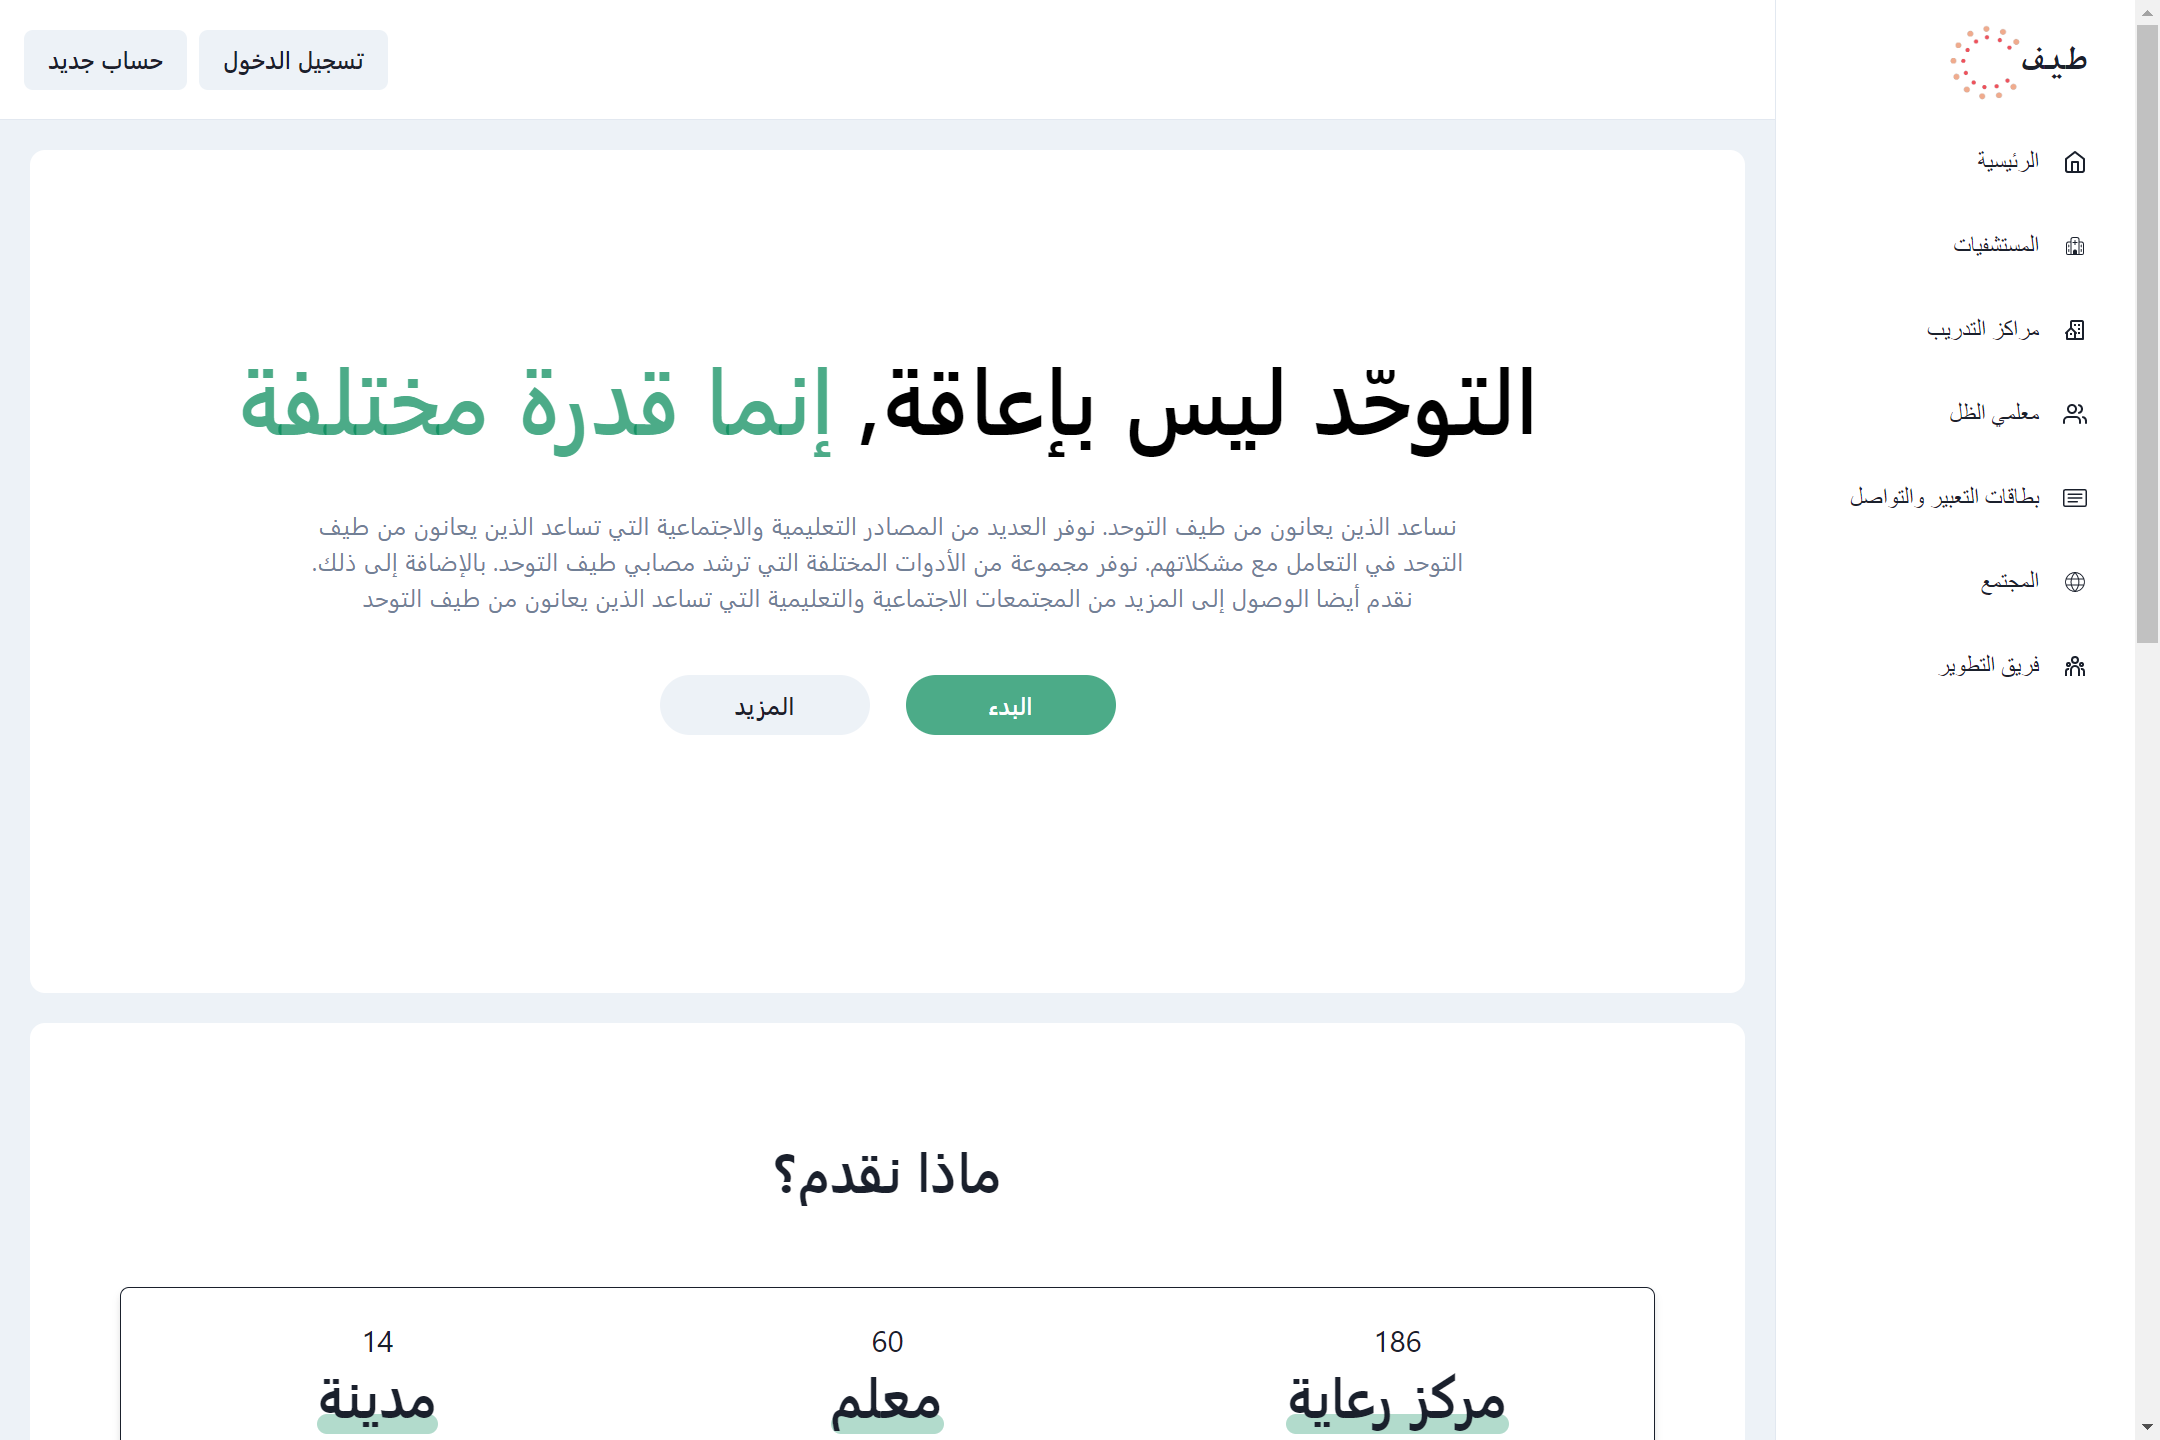 طيف
الرئيسية
المستشفيات
مراكز التدريب
معلمي الظل
بطاقات التعبير والتواصل
المجتمع
فريق التطوير
تسجيل الدخول
حساب جديد
التوحّد ليس بإعاقة, إنما قدرة مختلفة
نساعد الذين يعانون من طيف التوحد. نوفر العديد من المصادر التعليمية والاجتماعية التي تساعد الذين يعانون من طيف
التوحد في التعامل مع مشكلاتهم. نوفر مجموعة من الأدوات المختلفة التي ترشد مصابي طيف التوحد. بالإضافة إلى ذلك.
نقدم أيضا الوصول إلى المزيد من المجتمعات الاجتماعية والتعليمية التي تساعد الذين يعانون من طيف التوحد
البدء
المزيد
ماذا نقدم؟
186
مركز رعاية
60
معلم
14
مدينة